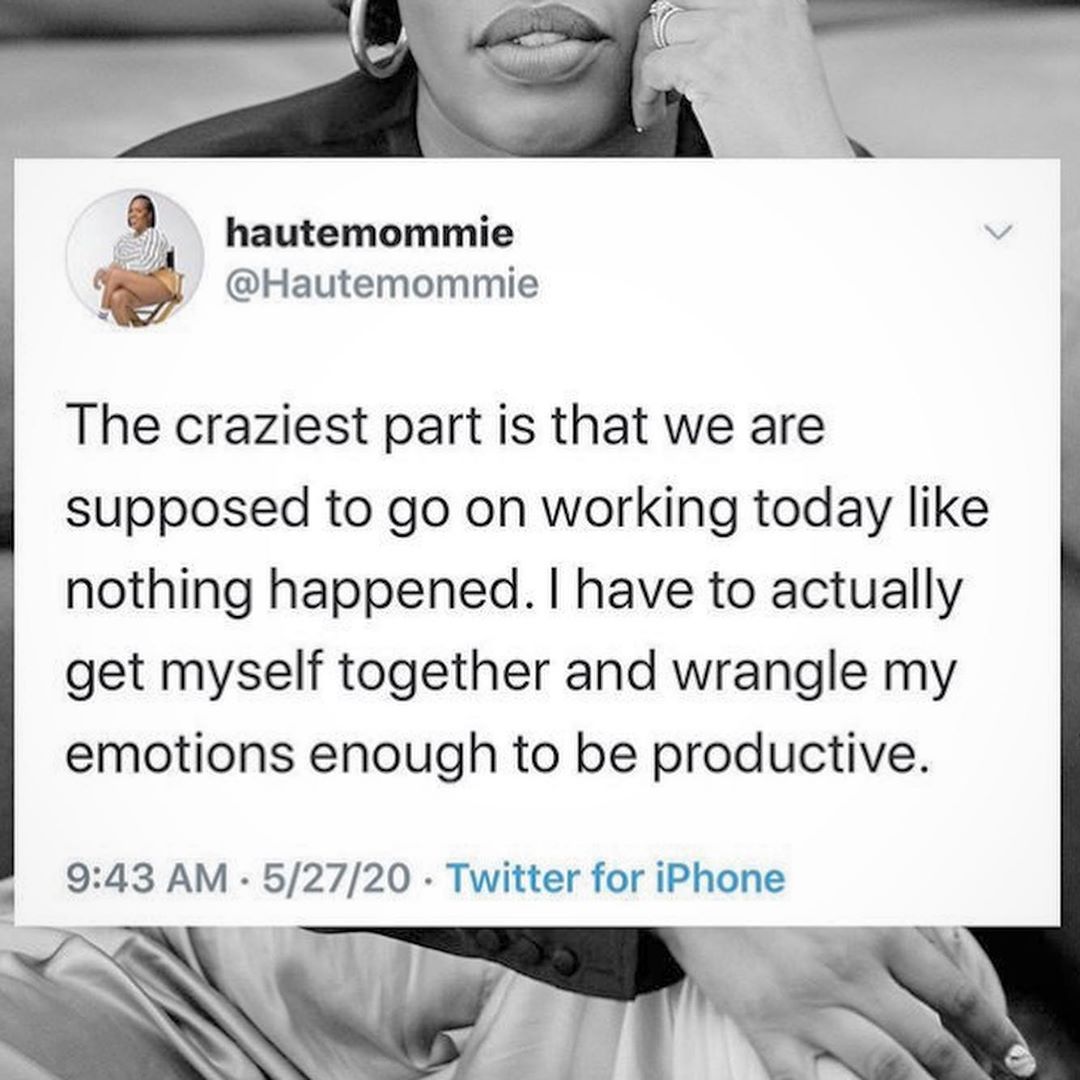 hautemommie
@Hautemommie
The craziest part is that we are
supposed to go on working today like
nothing happened. I have to actually
get myself together and wrangle my
emotions enough to be productive.
9:43 AM · 5/27/20 · Twitter for iPhone